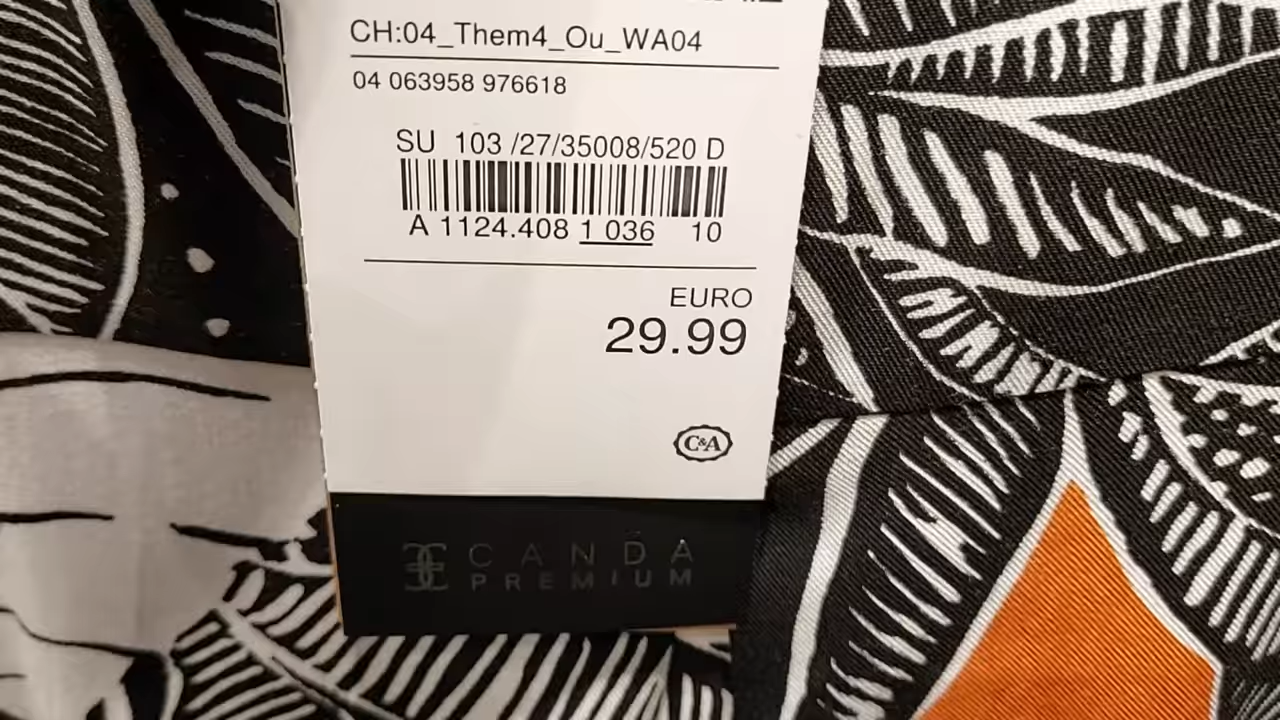 CH:04_Them4_Ou_WA04
04 063958 976618
SU 103 /27/35008/520 D
A 1124.408 1 036 10
EURO
29.99
C&A
CANDA
PREMIUM